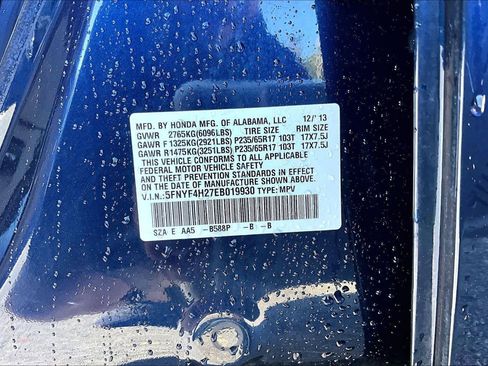 MFD. BY HONDA MFG. OF ALABAMA, LLC 12/'13
GVWR 2765KG(6096LBS) TIRE SIZE RIM SIZE
GAWR F 1325KG(2921LBS) P235/65R17 103T 17X7.5J
GAWR R1475KG(3251LBS) P235/65R17 103T 17X7.5J
THIS VEHICLE CONFORMS TO ALL APPLICABLE
FEDERAL MOTOR VEHICLE SAFETY
AND THEFT PREVENTION STANDARDS IN EFFECT ON
THE DATE OF MANUFACTURE SHOWN ABOVE.
V.I.N.: 5FNYF4H27EB019930 TYPE: MPV
SZA E AA5 -B588P -B -B